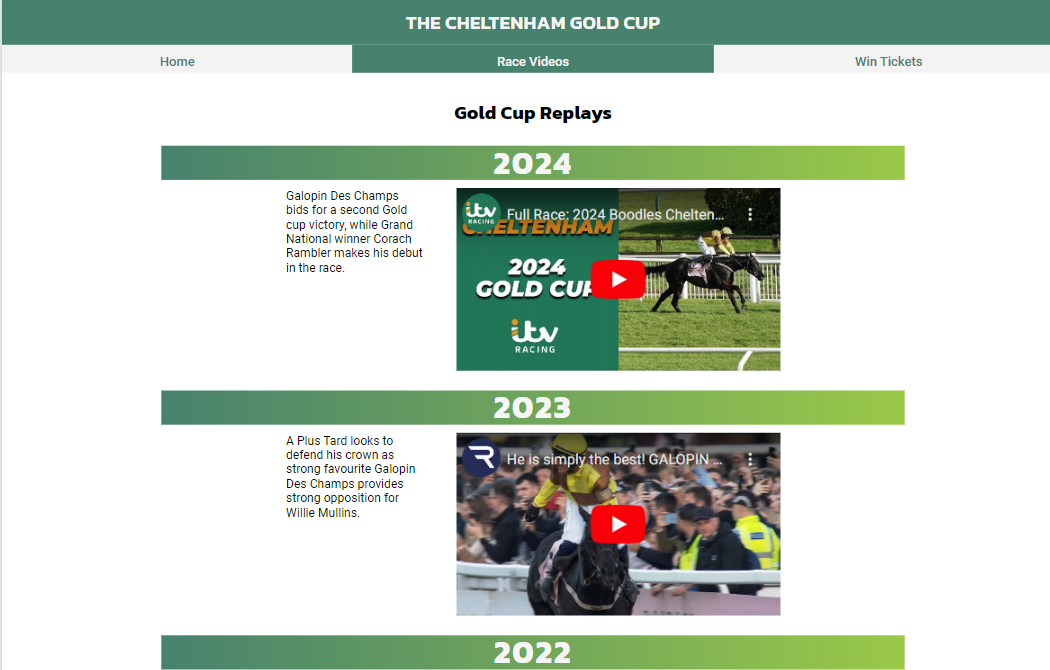 THE CHELTENHAM GOLD CUP
Home
Race Videos
Win Tickets
Gold Cup Replays
2024
Galopin Des Champs
bids for a second Gold
cup victory, while Grand
National winner Corach
Rambler makes his debut
in the race.
itv
RACING
Full Race: 2024 Boodles Chelten...
CHELTENHAM
2024
GOLD CUP
itv
RACING
2023
A Plus Tard looks to
defend his crown as
strong favourite Galopin
Des Champs provides
strong opposition for
Willie Mullins.
He is simply the best! GALOPIN ...
2022